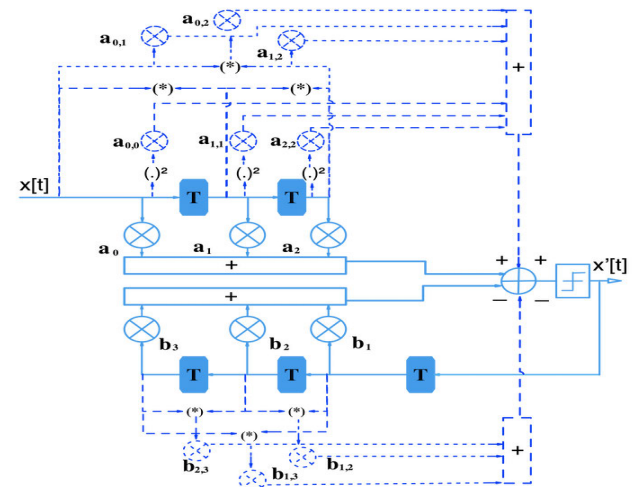 a0,2
a0,1
a1,2
(*)
+
(*) (*)
a0,0 a1,1 a2,2
(.)² (.)² (.)²
x[t]
T T
a0 a1 a2
+
+ +
x'[t]
+
− −
b3 b2 b1
T T T
(*) (*)
(*)
+
b2,3
b1,3
b1,2